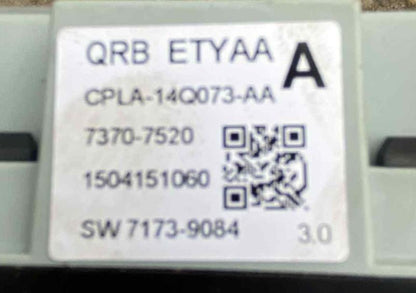 QRB ETYAA A
CPLA-14Q073-AA
7370-7520
1504151060
SW 7173-9084 3.0